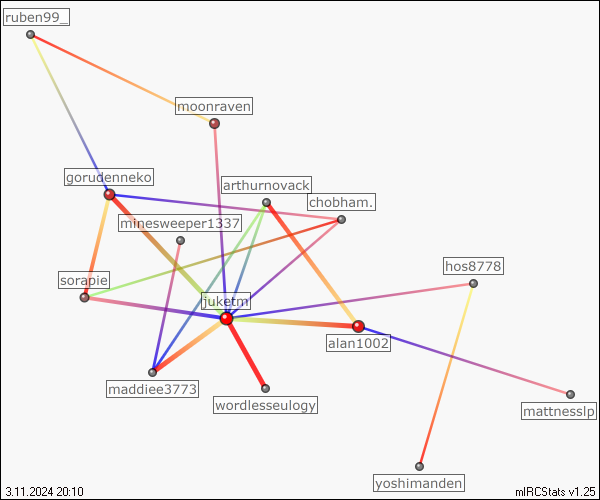 ruben99_
moonraven
gorudenneko
arthurnovack
chobham.
minesweeper1337
hos8778
sorapie
juketm
alan1002
maddiee3773
wordlesseulogy
mattnesslp
yoshimanden
3.11.2024 20:10
mIRCStats v1.25